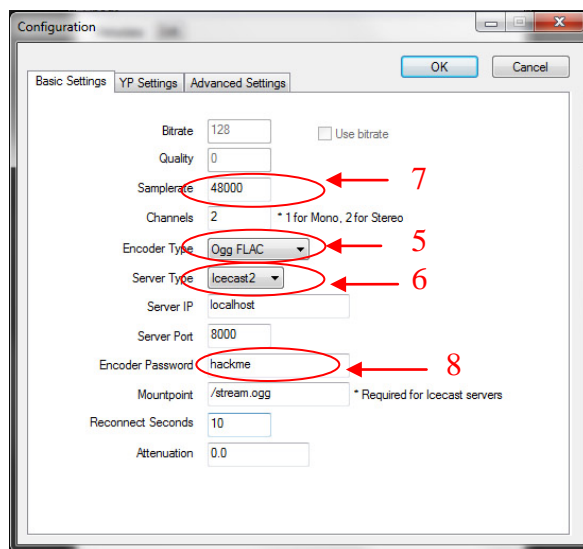 Configuration
OK Cancel
Basic Settings YP Settings Advanced Settings
Bitrate 128 Use bitrate
Quality 0
Samplerate 48000 7
Channels 2 * 1 for Mono, 2 for Stereo
Encoder Type Ogg FLAC 5
Server Type Icecast2 6
Server IP localhost
Server Port 8000
Encoder Password hackme 8
Mountpoint /stream.ogg * Required for Icecast servers
Reconnect Seconds 10
Attenuation 0.0